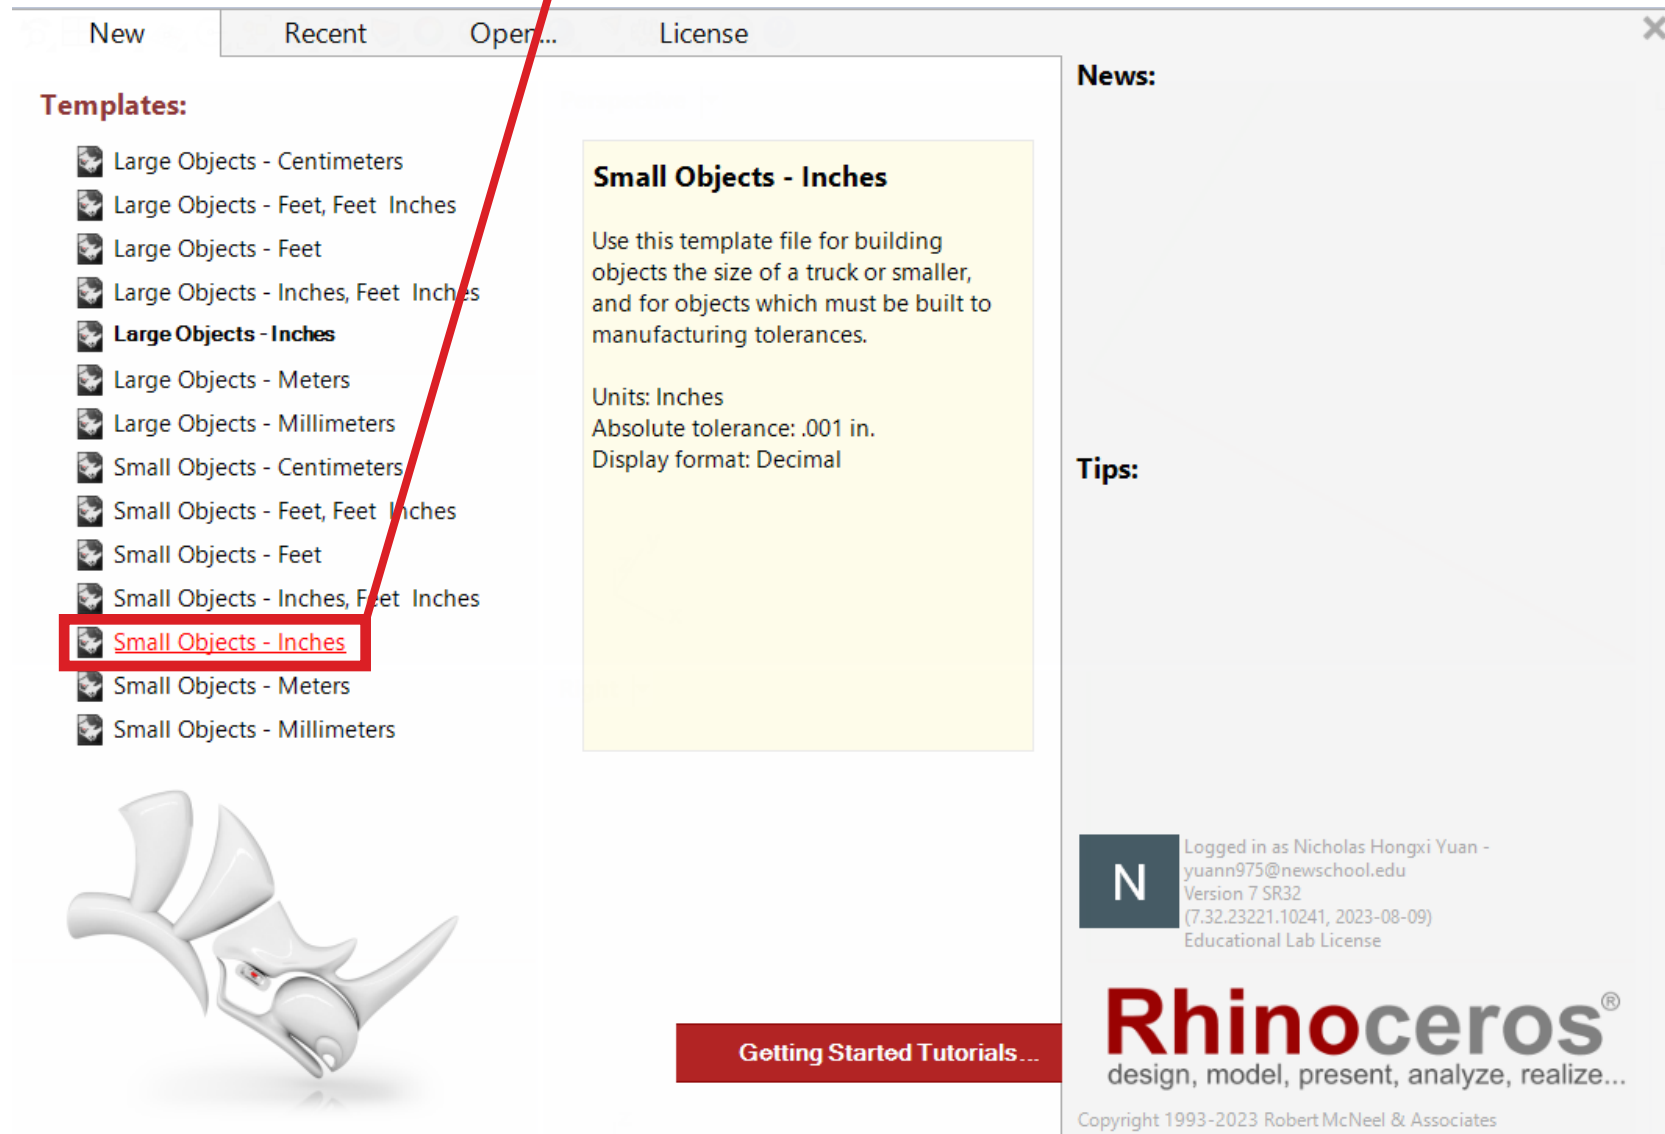 New
Recent
Open...
License
Templates:
Large Objects - Centimeters
Large Objects - Feet, Feet Inches
Large Objects - Feet
Large Objects - Inches, Feet Inches
Large Objects - Inches
Large Objects - Meters
Large Objects - Millimeters
Small Objects - Centimeters
Small Objects - Feet, Feet Inches
Small Objects - Feet
Small Objects - Inches, Feet Inches
Small Objects - Inches
Small Objects - Meters
Small Objects - Millimeters
Small Objects - Inches
Use this template file for building
objects the size of a truck or smaller,
and for objects which must be built to
manufacturing tolerances.
Units: Inches
Absolute tolerance: .001 in.
Display format: Decimal
Getting Started Tutorials...
News:
Tips:
N
Logged in as Nicholas Hongxi Yuan -
yuann975@newschool.edu
Version 7 SR32
(7.32.23221.10241, 2023-08-09)
Educational Lab License
Rhinoceros®
design, model, present, analyze, realize...
Copyright 1993-2023 Robert McNeel & Associates